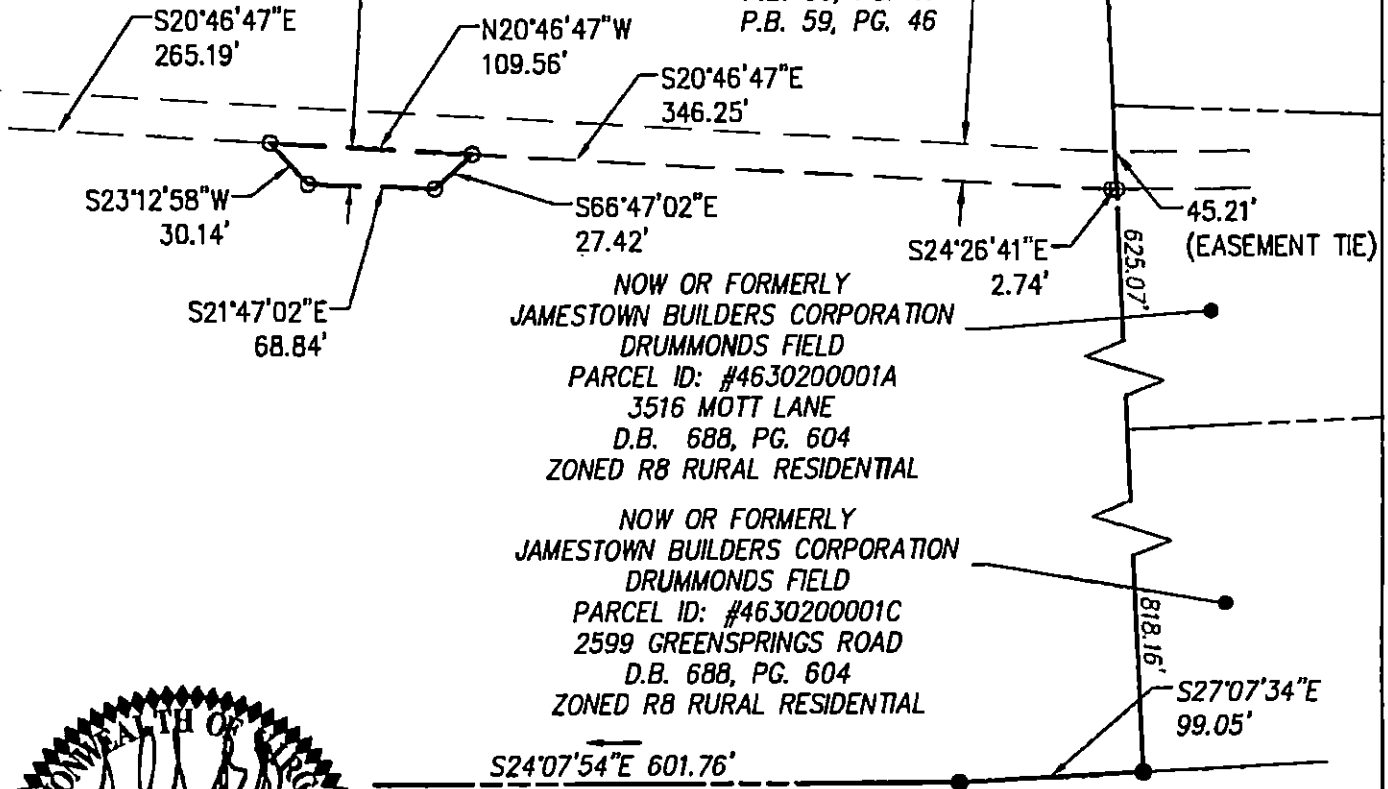 P.B. 59, PG. 46
S20°46'47"E
265.19'
N20°46'47"W
109.56'
S20°46'47"E
346.25'
S23°12'58"W
30.14'
S66°47'02"E
27.42'
S21°47'02"E
68.84'
S24°26'41"E
2.74'
45.21'
(EASEMENT TIE)
625.07'
NOW OR FORMERLY
JAMESTOWN BUILDERS CORPORATION
DRUMMONDS FIELD
PARCEL ID: #4630200001A
3516 MOTT LANE
D.B. 688, PG. 604
ZONED R8 RURAL RESIDENTIAL
NOW OR FORMERLY
JAMESTOWN BUILDERS CORPORATION
DRUMMONDS FIELD
PARCEL ID: #4630200001C
2599 GREENSPRINGS ROAD
D.B. 688, PG. 604
ZONED R8 RURAL RESIDENTIAL
818.16'
S27°07'34"E
99.05'
S24°07'54"E 601.76'
ONWEALTH OF